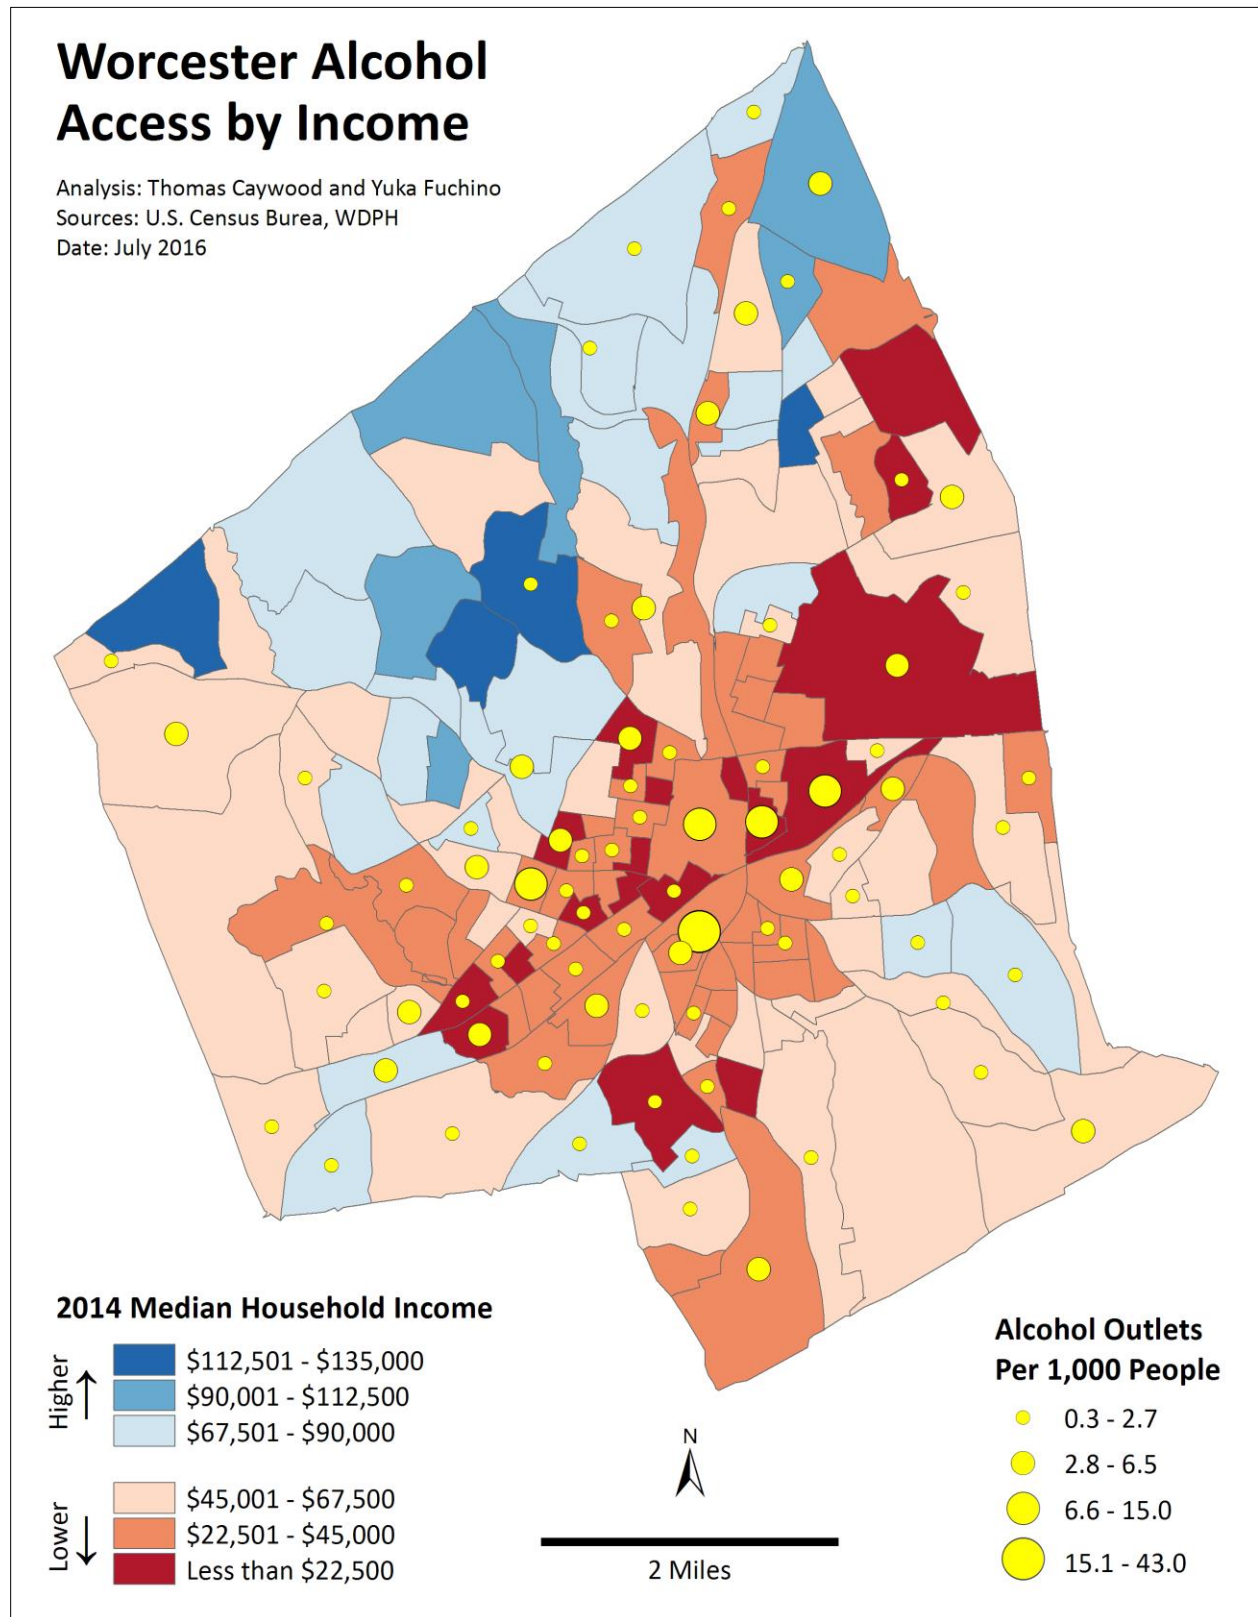 Worcester Alcohol
Access by Income
Analysis: Thomas Caywood and Yuka Fuchino
Sources: U.S. Census Burea, WDPH
Date: July 2016
2014 Median Household Income
Higher
$112,501 - $135,000
$90,001 - $112,500
$67,501 - $90,000
Lower
$45,001 - $67,500
$22,501 - $45,000
Less than $22,500
N
2 Miles
Alcohol Outlets
Per 1,000 People
0.3 - 2.7
2.8 - 6.5
6.6 - 15.0
15.1 - 43.0